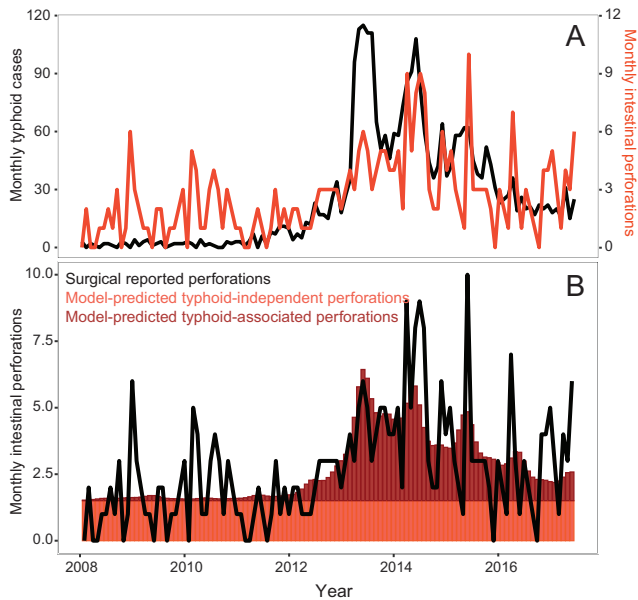 120
90
60
30
0
Monthly typhoid cases
A
12
9
6
3
0
Monthly intestinal perforations
10.0
7.5
5.0
2.5
0.0
Monthly intestinal perforations
Surgical reported perforations
Model-predicted typhoid-independent perforations
Model-predicted typhoid-associated perforations
B
2008
2010
2012
2014
2016
Year